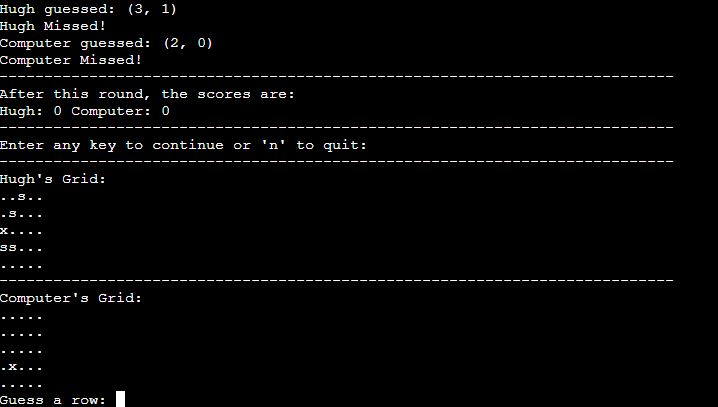 Hugh guessed: (3, 1)
Hugh Missed!
Computer guessed: (2, 0)
Computer Missed!
---------------------------------------------------------------------------
After this round, the scores are:
Hugh: 0 Computer: 0
---------------------------------------------------------------------------
Enter any key to continue or 'n' to quit:
---------------------------------------------------------------------------
Hugh's Grid:
..s..
.s...
x....
ss...
.....
---------------------------------------------------------------------------
Computer's Grid:
.....
.....
.....
.x...
.....
Guess a row: